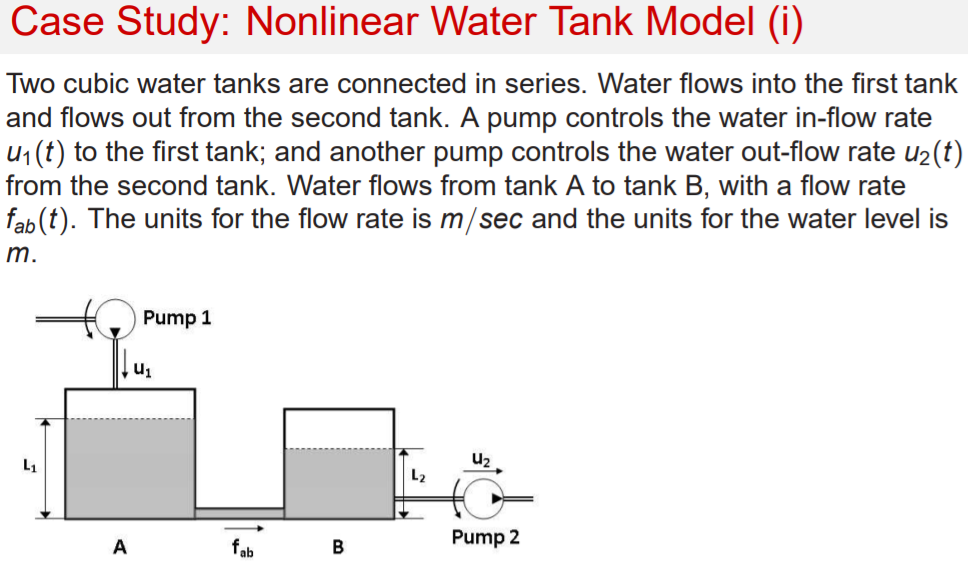 Case Study: Nonlinear Water Tank Model (i)
Two cubic water tanks are connected in series. Water flows into the first tank
and flows out from the second tank. A pump controls the water in-flow rate
u₁(t) to the first tank; and another pump controls the water out-flow rate u₂(t)
from the second tank. Water flows from tank A to tank B, with a flow rate
fab(t). The units for the flow rate is m/sec and the units for the water level is
m.
Pump 1
u₁
L₁
L₂
u₂
Pump 2
A
fab
B